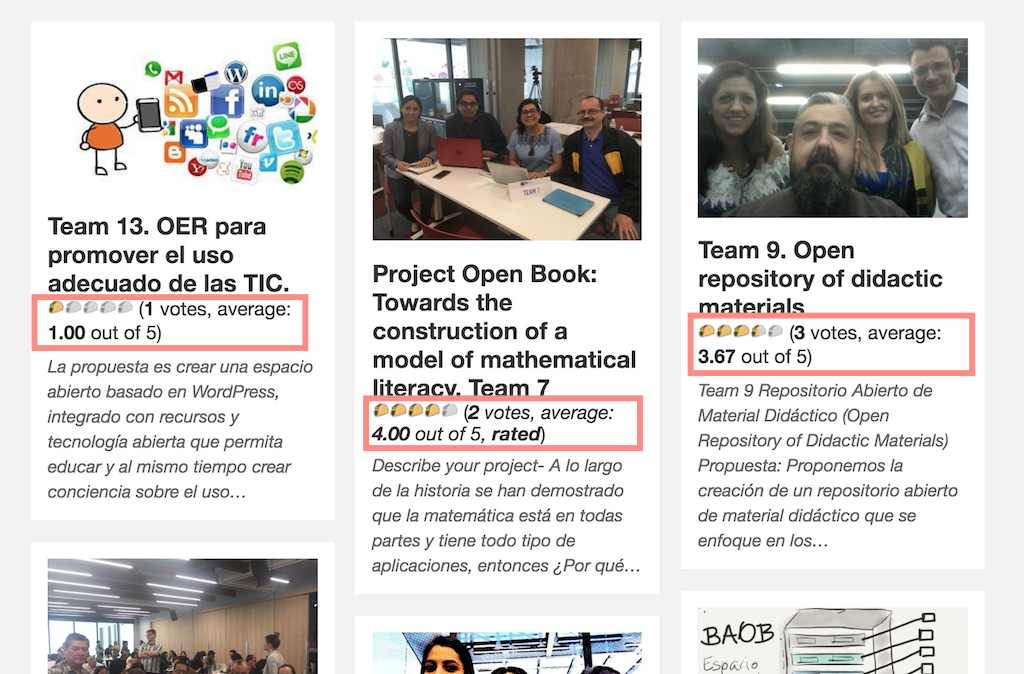 LINE
W
in
cs
f
fr
t
You
Tube
Team 13. OER para
promover el uso
adecuado de las TIC.
(1 votes, average:
1.00 out of 5)
La propuesta es crear una espacio
abierto basado en WordPress,
integrado con recursos y
tecnología abierta que permita
educar y al mismo tiempo crear
conciencia sobre el uso…
TEAM 7
Project Open Book:
Towards the
construction of a
model of mathematical
literacy. Team 7
(2 votes, average:
4.00 out of 5, rated)
Describe your project- A lo largo
de la historia se han demostrado
que la matemática está en todas
partes y tiene todo tipo de
aplicaciones, entonces ¿Por qué…
Team 9. Open
repository of didactic
materials
(3 votes, average:
3.67 out of 5)
Team 9 Repositorio Abierto de
Material Didáctico (Open
Repository of Didactic Materials)
Propuesta: Proponemos la
creación de un repositorio abierto
de material didáctico que se
enfoque en los…
BAOB
Espacio